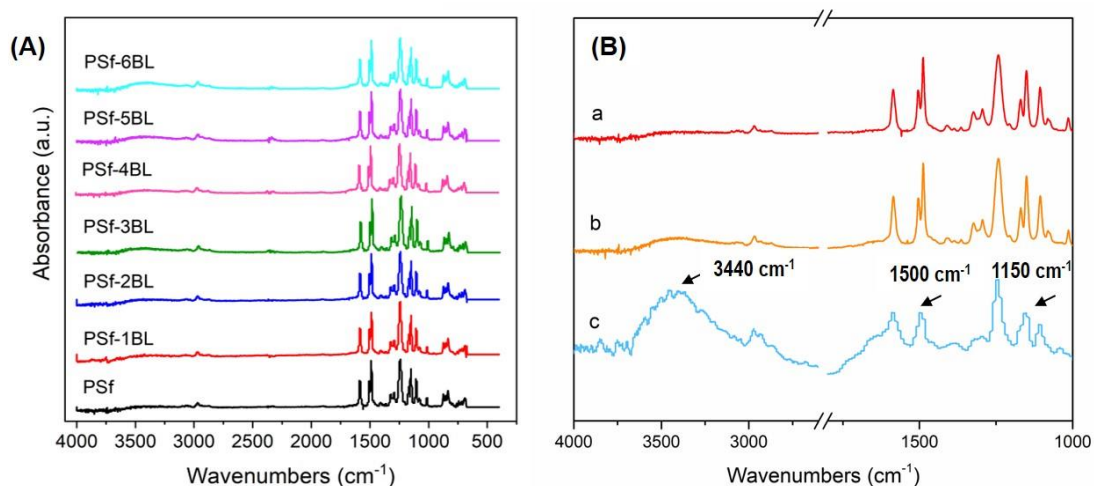 (A)
PSf-6BL
PSf-5BL
PSf-4BL
PSf-3BL
PSf-2BL
PSf-1BL
PSf
Absorbance (a.u.)
4000 3500 3000 2500 2000 1500 1000 500
Wavenumbers (cm⁻¹)
(B)
a
b
c
3440 cm⁻¹
1500 cm⁻¹
1150 cm⁻¹
4000 3500 3000 1500 1000
Wavenumbers (cm⁻¹)